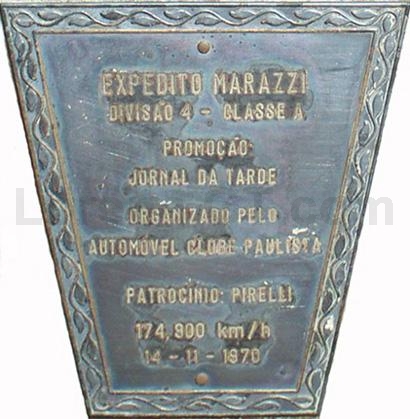 EXPEDITO MARAZZI
DIVISÃO 4 - CLASSE A
PROMOÇÃO:
JORNAL DA TARDE
ORGANIZADO PELO
AUTOMÓVEL CLUBE PAULISTA
PATROCÍNIO: PIRELLI
174,900 km/h
14-11-1970